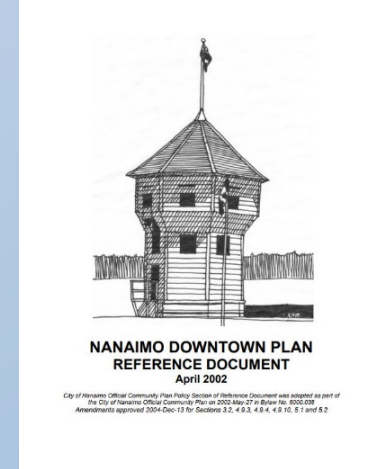 NANAIMO DOWNTOWN PLAN
REFERENCE DOCUMENT
April 2002
City of Nanaimo Official Community Plan Policy Section of Reference Document was adopted as part of
the City of Nanaimo Official Community Plan on 2002-May-27 in Bylaw No. 6000.038
Amendments approved 2004-Dec-13 for Sections 3.2, 4.9.3, 4.9.4, 4.9.10, 5.1 and 5.2